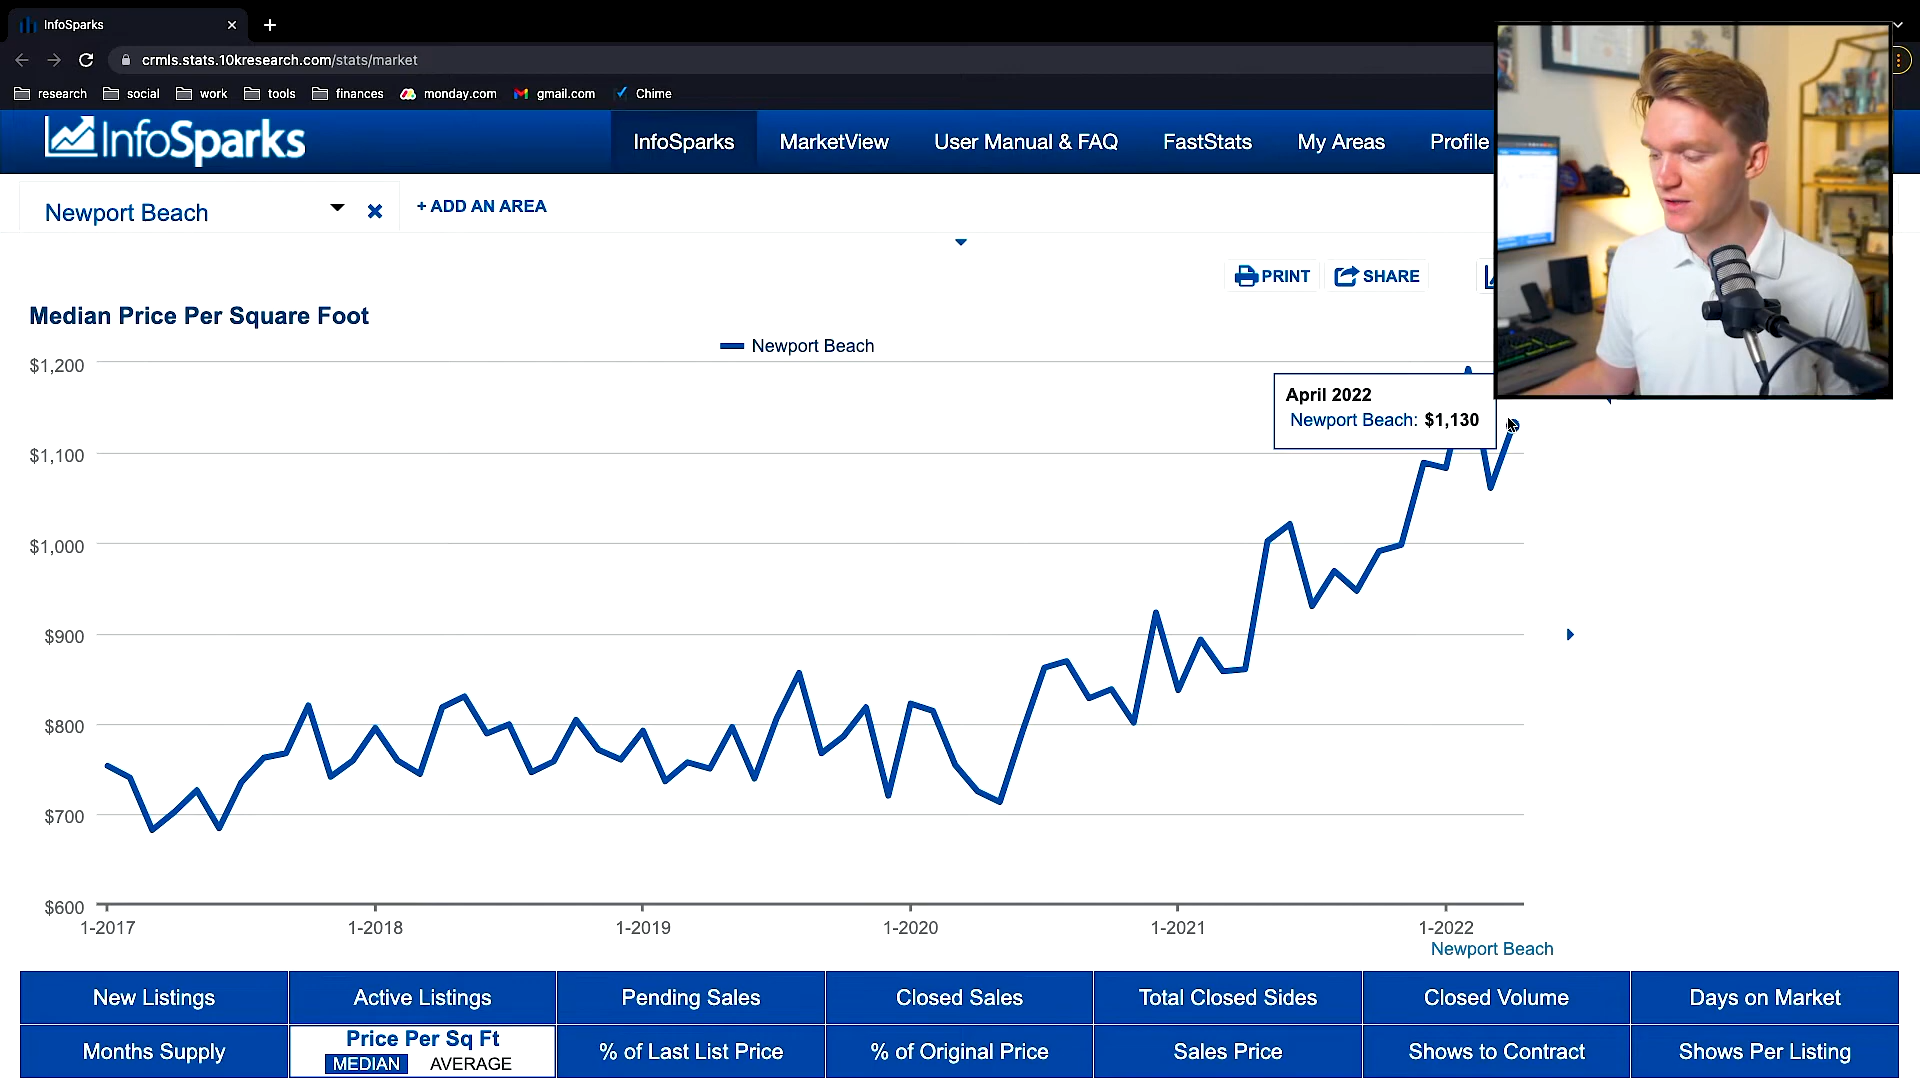 InfoSparks
crmls.stats.10kresearch.com/stats/market
research social work tools finances monday.com gmail.com Chime
InfoSparks
InfoSparks MarketView User Manual & FAQ FastStats My Areas Profile
Newport Beach
+ ADD AN AREA
PRINT SHARE
Median Price Per Square Foot
Newport Beach
$1,200
April 2022
Newport Beach: $1,130
$1,100
$1,000
$900
$800
$700
$600
1-2017 1-2018 1-2019 1-2020 1-2021 1-2022
Newport Beach
New Listings Active Listings Pending Sales Closed Sales Total Closed Sides Closed Volume Days on Market
Months Supply Price Per Sq Ft % of Last List Price % of Original Price Sales Price Shows to Contract Shows Per Listing
MEDIAN AVERAGE